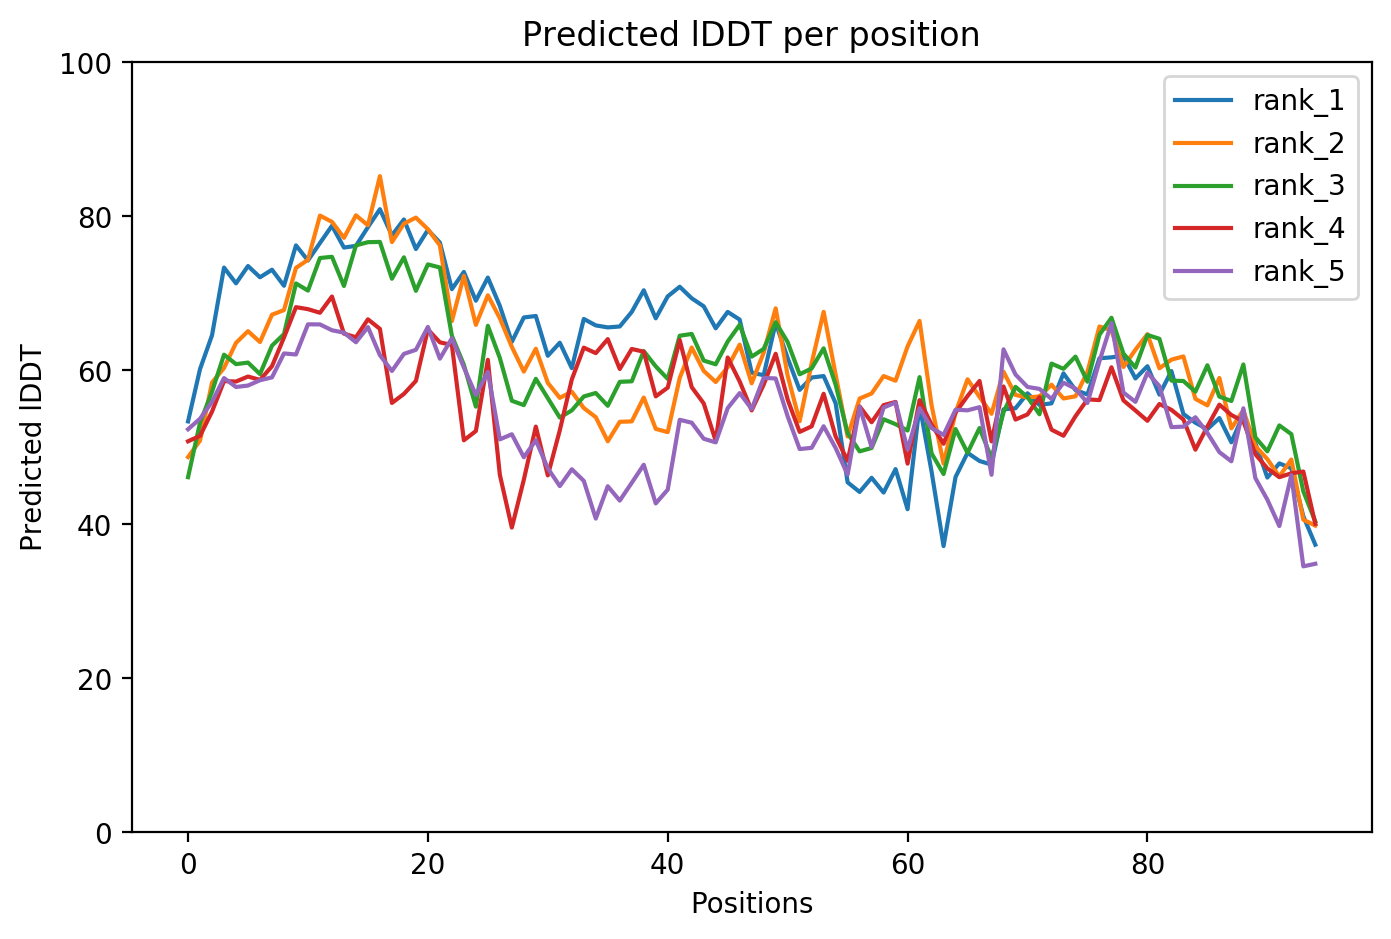 Predicted lDDT per position
100
80
60
40
20
0
Predicted lDDT
0 20 40 60 80
Positions
rank_1
rank_2
rank_3
rank_4
rank_5